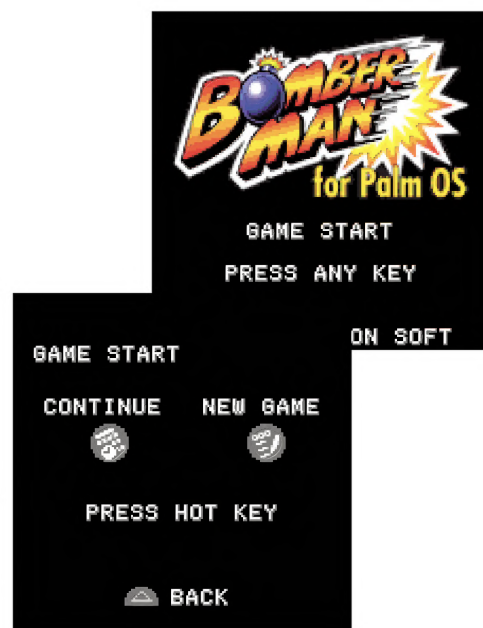 BOMBER
MAN
for Palm OS
GAME START
PRESS ANY KEY
ON SOFT
GAME START
CONTINUE NEW GAME
PRESS HOT KEY
BACK